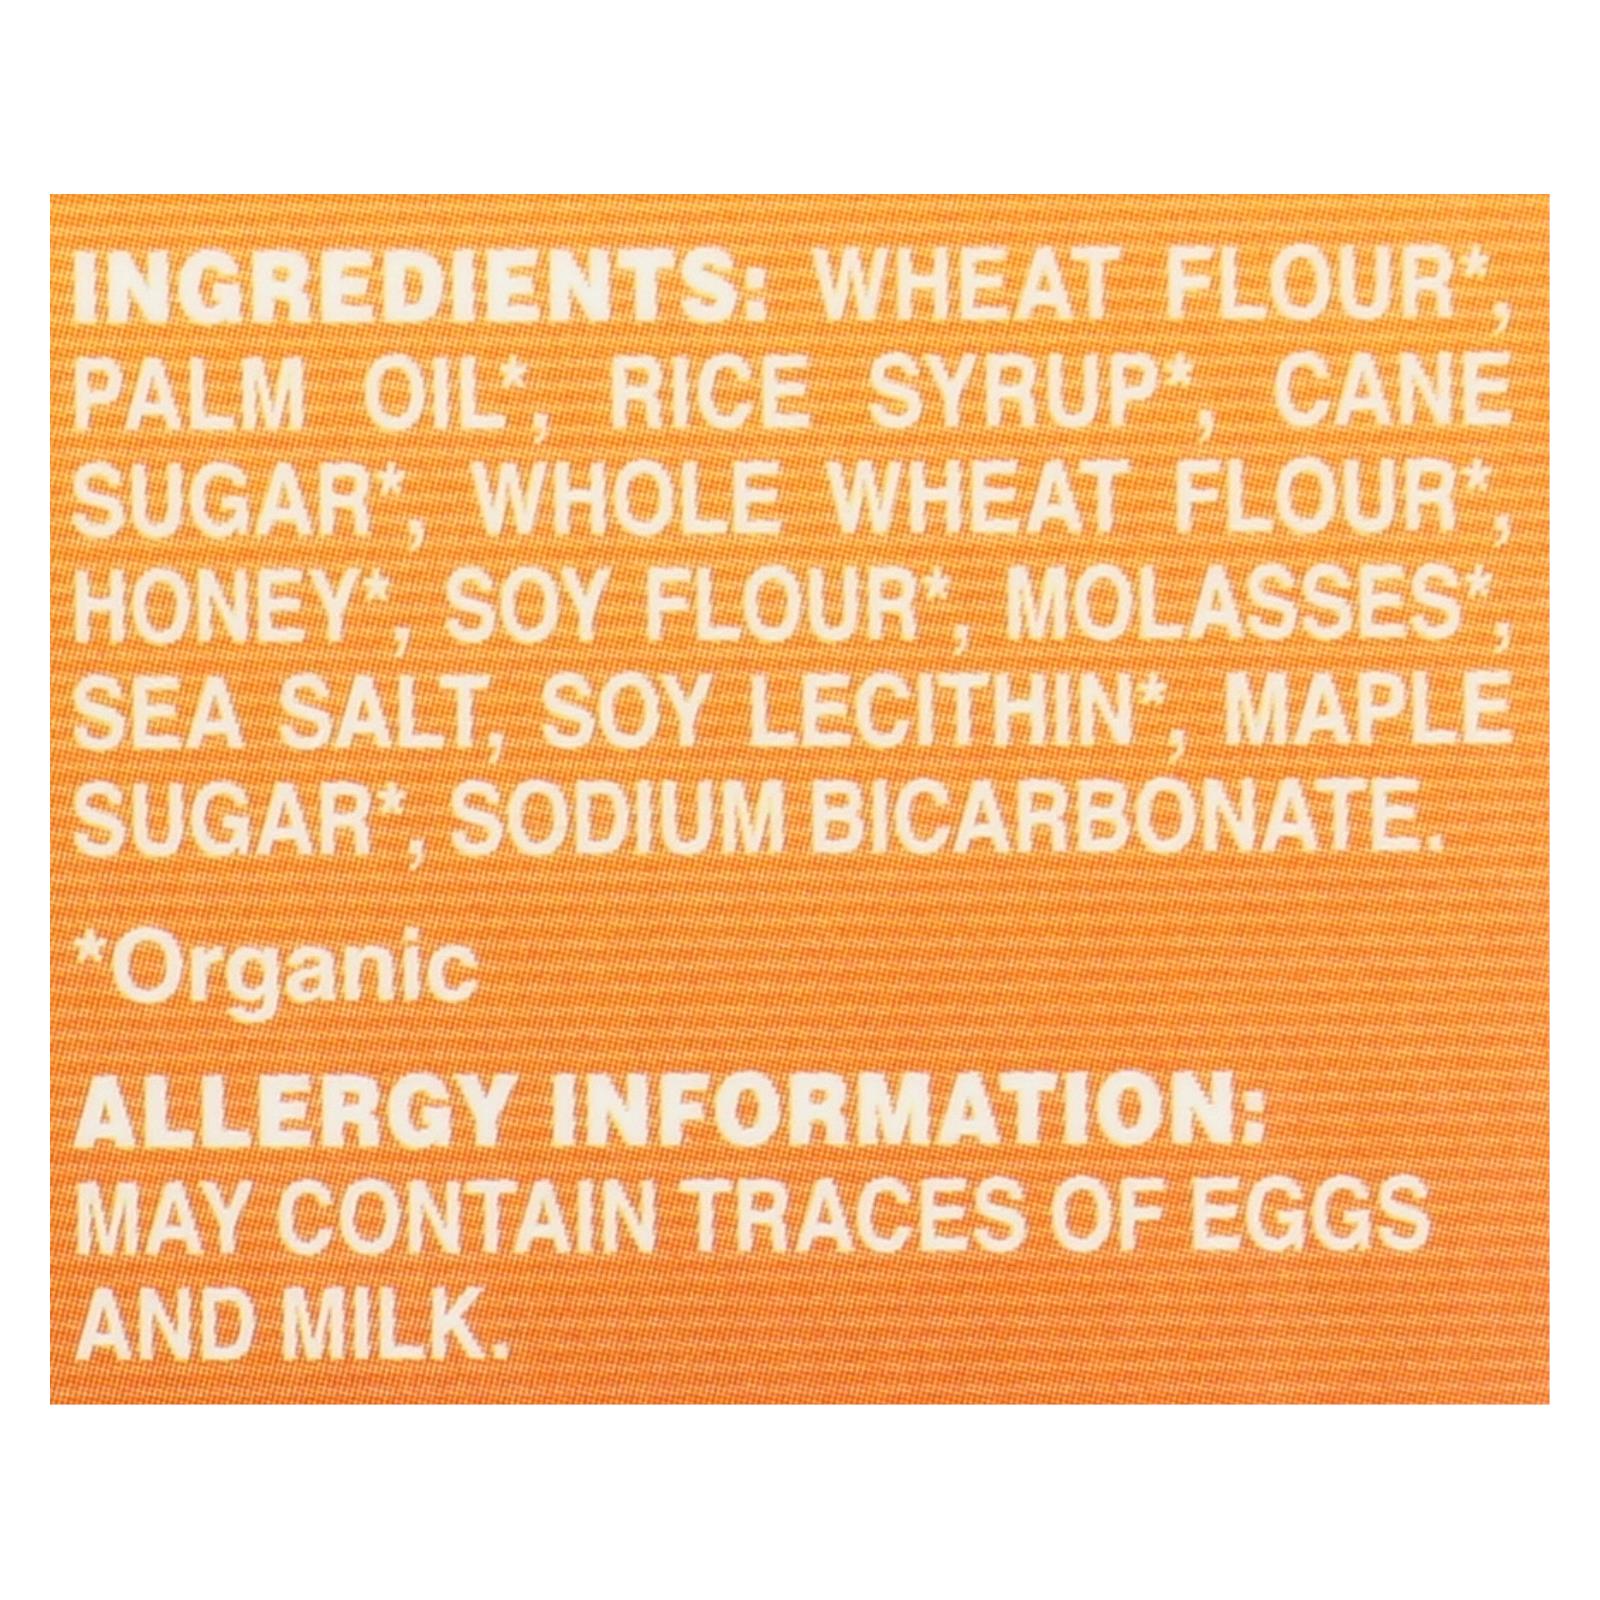 INGREDIENTS: WHEAT FLOUR*,
PALM OIL*, RICE SYRUP*, CANE
SUGAR*, WHOLE WHEAT FLOUR*,
HONEY*, SOY FLOUR*, MOLASSES*,
SEA SALT, SOY LECITHIN*, MAPLE
SUGAR*, SODIUM BICARBONATE.
*Organic
ALLERGY INFORMATION:
MAY CONTAIN TRACES OF EGGS
AND MILK.